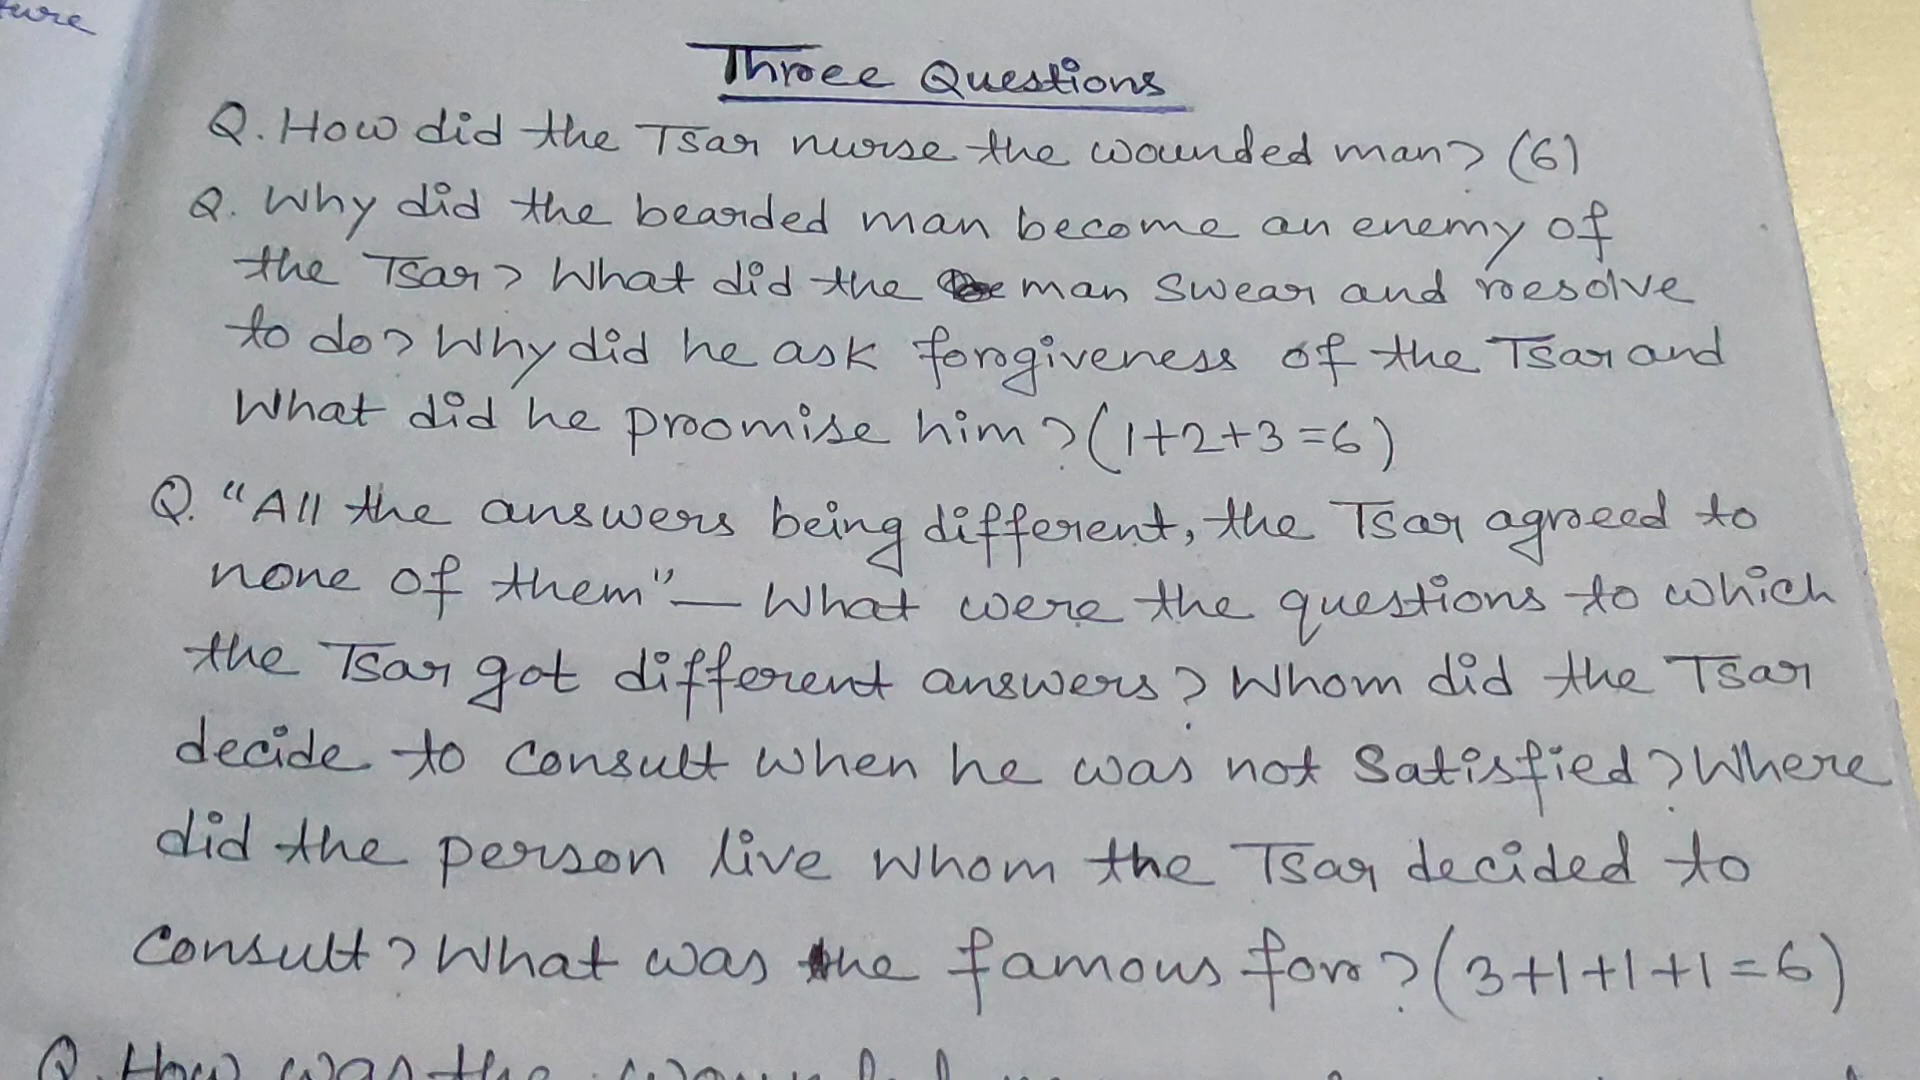 ture
Three Questions
Q. How did the Tsar nurse the wounded man? (6)
Q. Why did the bearded man become an enemy of
the Tsar? What did the man swear and resolve
to do? Why did he ask forgiveness of the Tsar and
What did he promise him? (1+2+3=6)
Q. "All the answers being different, the Tsar agreed to
none of them" — What were the questions to which
the Tsar got different answers? Whom did the Tsar
decide to consult when he was not satisfied? Where
did the person live whom the Tsar decided to
consult? What was the famous for? (3+1+1+1=6)
Q. How was the